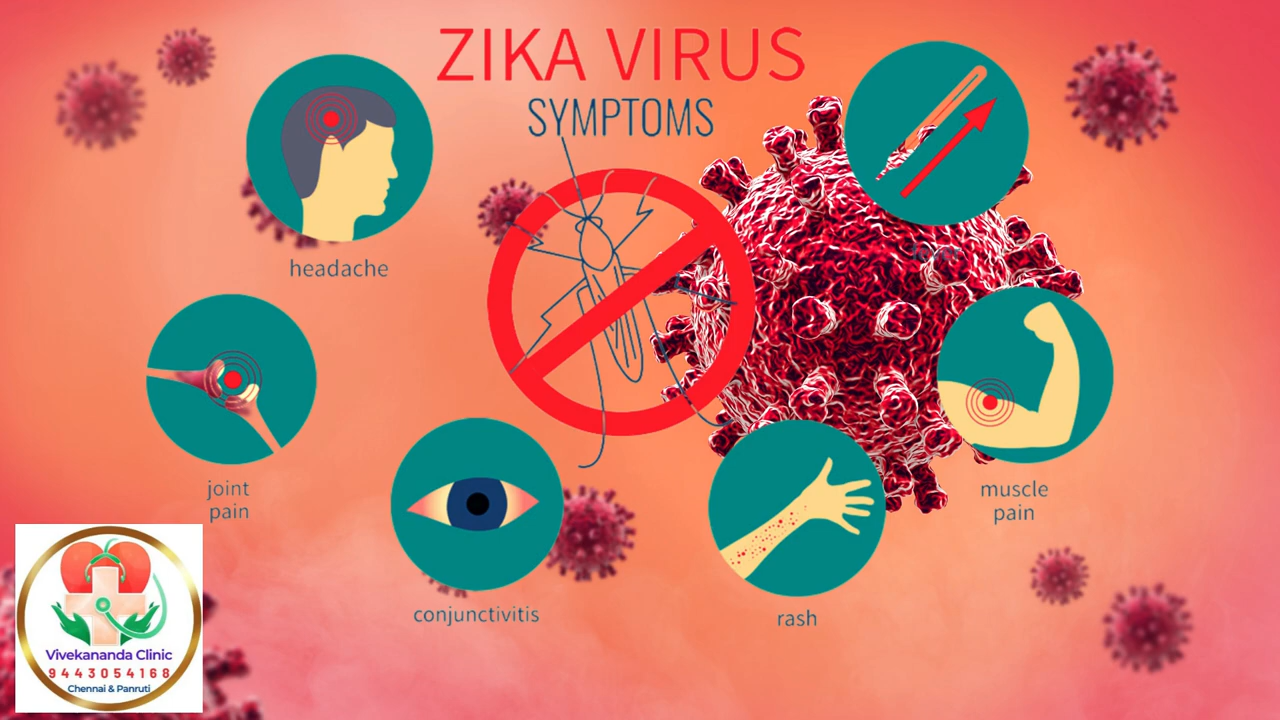 ZIKA VIRUS
SYMPTOMS
headache
joint
pain
conjunctivitis
rash
muscle
pain
Vivekananda Clinic
9443054168
Chennai & Panruti